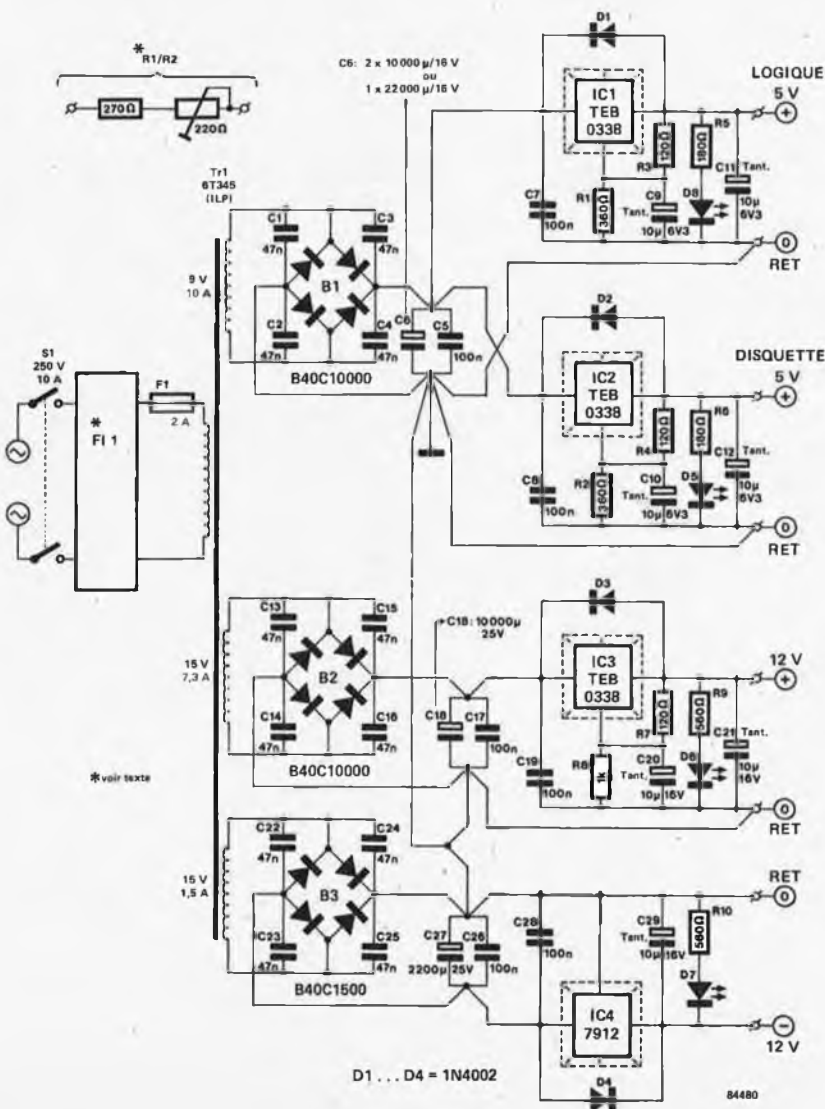 *
R1/R2
270Ω
220Ω
C6: 2 x 10 000 µ/16 V
ou
1 x 22 000 µ/16 V
Tr1
6T345
(ILP)
9 V
10 A
C1
47n
C3
47n
B1
C2
47n
C4
47n
B40C10000
C6
C5
100n
D1
IC1
TEB
0338
LOGIQUE
5 V
+
R3
120Ω
R5
180Ω
C11
Tant.
10µ
6V3
C7
100n
R1
360Ω
C9
Tant.
10µ
6V3
D8
0
RET
D2
IC2
TEB
0338
DISQUETTE
5 V
+
R4
120Ω
R6
180Ω
C12
Tant.
10µ
6V3
C8
100n
R2
360Ω
C10
Tant.
10µ
6V3
D5
0
RET
S1
250 V
10 A
*
FI 1
F1
2 A
15 V
7,3 A
C13
47n
C15
47n
B2
C14
47n
C16
47n
B40C10000
C18: 10 000µ
25V
C18
C17
100n
D3
IC3
TEB
0338
12 V
+
R7
120Ω
R9
560Ω
C21
Tant.
10µ
16V
C19
100n
R8
1k
C20
Tant.
10µ
16V
D6
0
RET
* voir texte
15 V
1,5 A
C22
47n
C24
47n
B3
C23
47n
C25
47n
B40C1500
C27
2200µ
25V
C26
100n
C28
100n
IC4
7912
C29
Tant.
10µ
16V
R10
560Ω
D7
RET
0
−
12 V
D4
D1 . . . D4 = 1N4002
84480